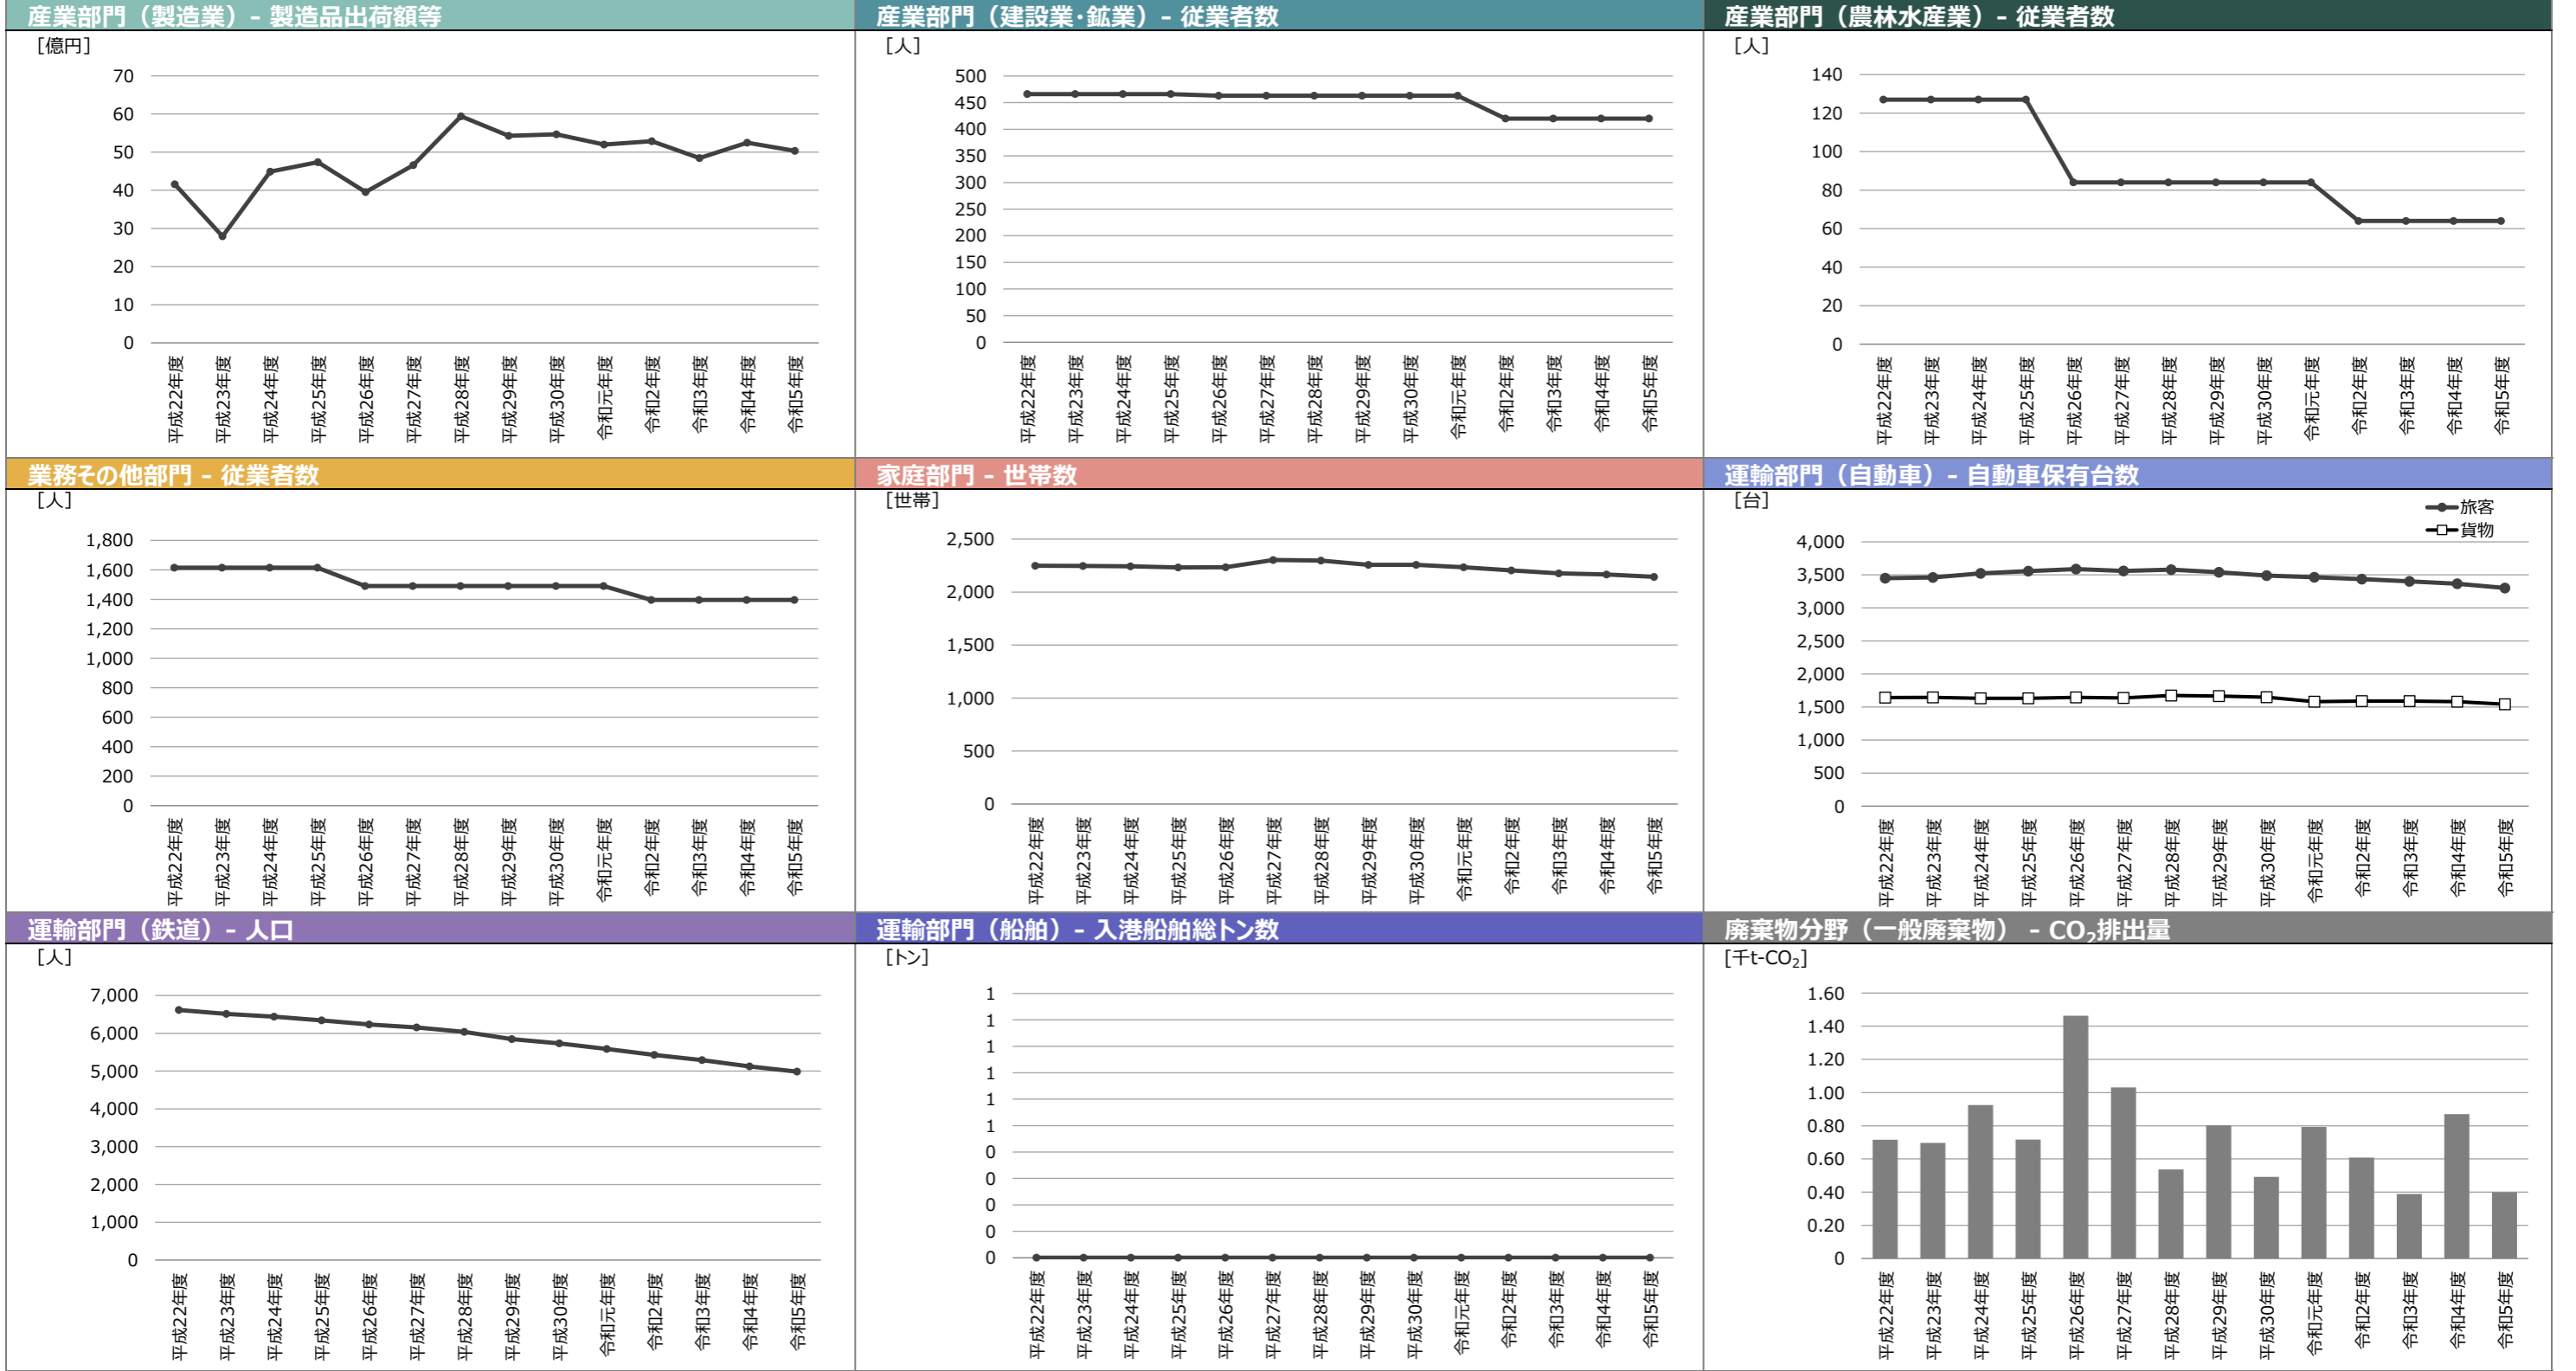 産業部門（製造業）- 製造品出荷額等
[億円]
70
60
50
40
30
20
10
0
平成22年度
平成23年度
平成24年度
平成25年度
平成26年度
平成27年度
平成28年度
平成29年度
平成30年度
令和元年度
令和2年度
令和3年度
令和4年度
令和5年度
産業部門（建設業･鉱業）- 従業者数
[人]
500
450
400
350
300
250
200
150
100
50
0
平成22年度
平成23年度
平成24年度
平成25年度
平成26年度
平成27年度
平成28年度
平成29年度
平成30年度
令和元年度
令和2年度
令和3年度
令和4年度
令和5年度
産業部門（農林水産業）- 従業者数
[人]
140
120
100
80
60
40
20
0
平成22年度
平成23年度
平成24年度
平成25年度
平成26年度
平成27年度
平成28年度
平成29年度
平成30年度
令和元年度
令和2年度
令和3年度
令和4年度
令和5年度
業務その他部門 - 従業者数
[人]
1,800
1,600
1,400
1,200
1,000
800
600
400
200
0
平成22年度
平成23年度
平成24年度
平成25年度
平成26年度
平成27年度
平成28年度
平成29年度
平成30年度
令和元年度
令和2年度
令和3年度
令和4年度
令和5年度
家庭部門 - 世帯数
[世帯]
2,500
2,000
1,500
1,000
500
0
平成22年度
平成23年度
平成24年度
平成25年度
平成26年度
平成27年度
平成28年度
平成29年度
平成30年度
令和元年度
令和2年度
令和3年度
令和4年度
令和5年度
運輸部門（自動車）- 自動車保有台数
[台]
旅客
貨物
4,000
3,500
3,000
2,500
2,000
1,500
1,000
500
0
平成22年度
平成23年度
平成24年度
平成25年度
平成26年度
平成27年度
平成28年度
平成29年度
平成30年度
令和元年度
令和2年度
令和3年度
令和4年度
令和5年度
運輸部門（鉄道）- 人口
[人]
7,000
6,000
5,000
4,000
3,000
2,000
1,000
0
平成22年度
平成23年度
平成24年度
平成25年度
平成26年度
平成27年度
平成28年度
平成29年度
平成30年度
令和元年度
令和2年度
令和3年度
令和4年度
令和5年度
運輸部門（船舶）- 入港船舶総トン数
[トン]
1
1
1
1
1
1
0
0
0
0
0
平成22年度
平成23年度
平成24年度
平成25年度
平成26年度
平成27年度
平成28年度
平成29年度
平成30年度
令和元年度
令和2年度
令和3年度
令和4年度
令和5年度
廃棄物分野（一般廃棄物） - CO₂排出量
[千t-CO₂]
1.60
1.40
1.20
1.00
0.80
0.60
0.40
0.20
0
平成22年度
平成23年度
平成24年度
平成25年度
平成26年度
平成27年度
平成28年度
平成29年度
平成30年度
令和元年度
令和2年度
令和3年度
令和4年度
令和5年度